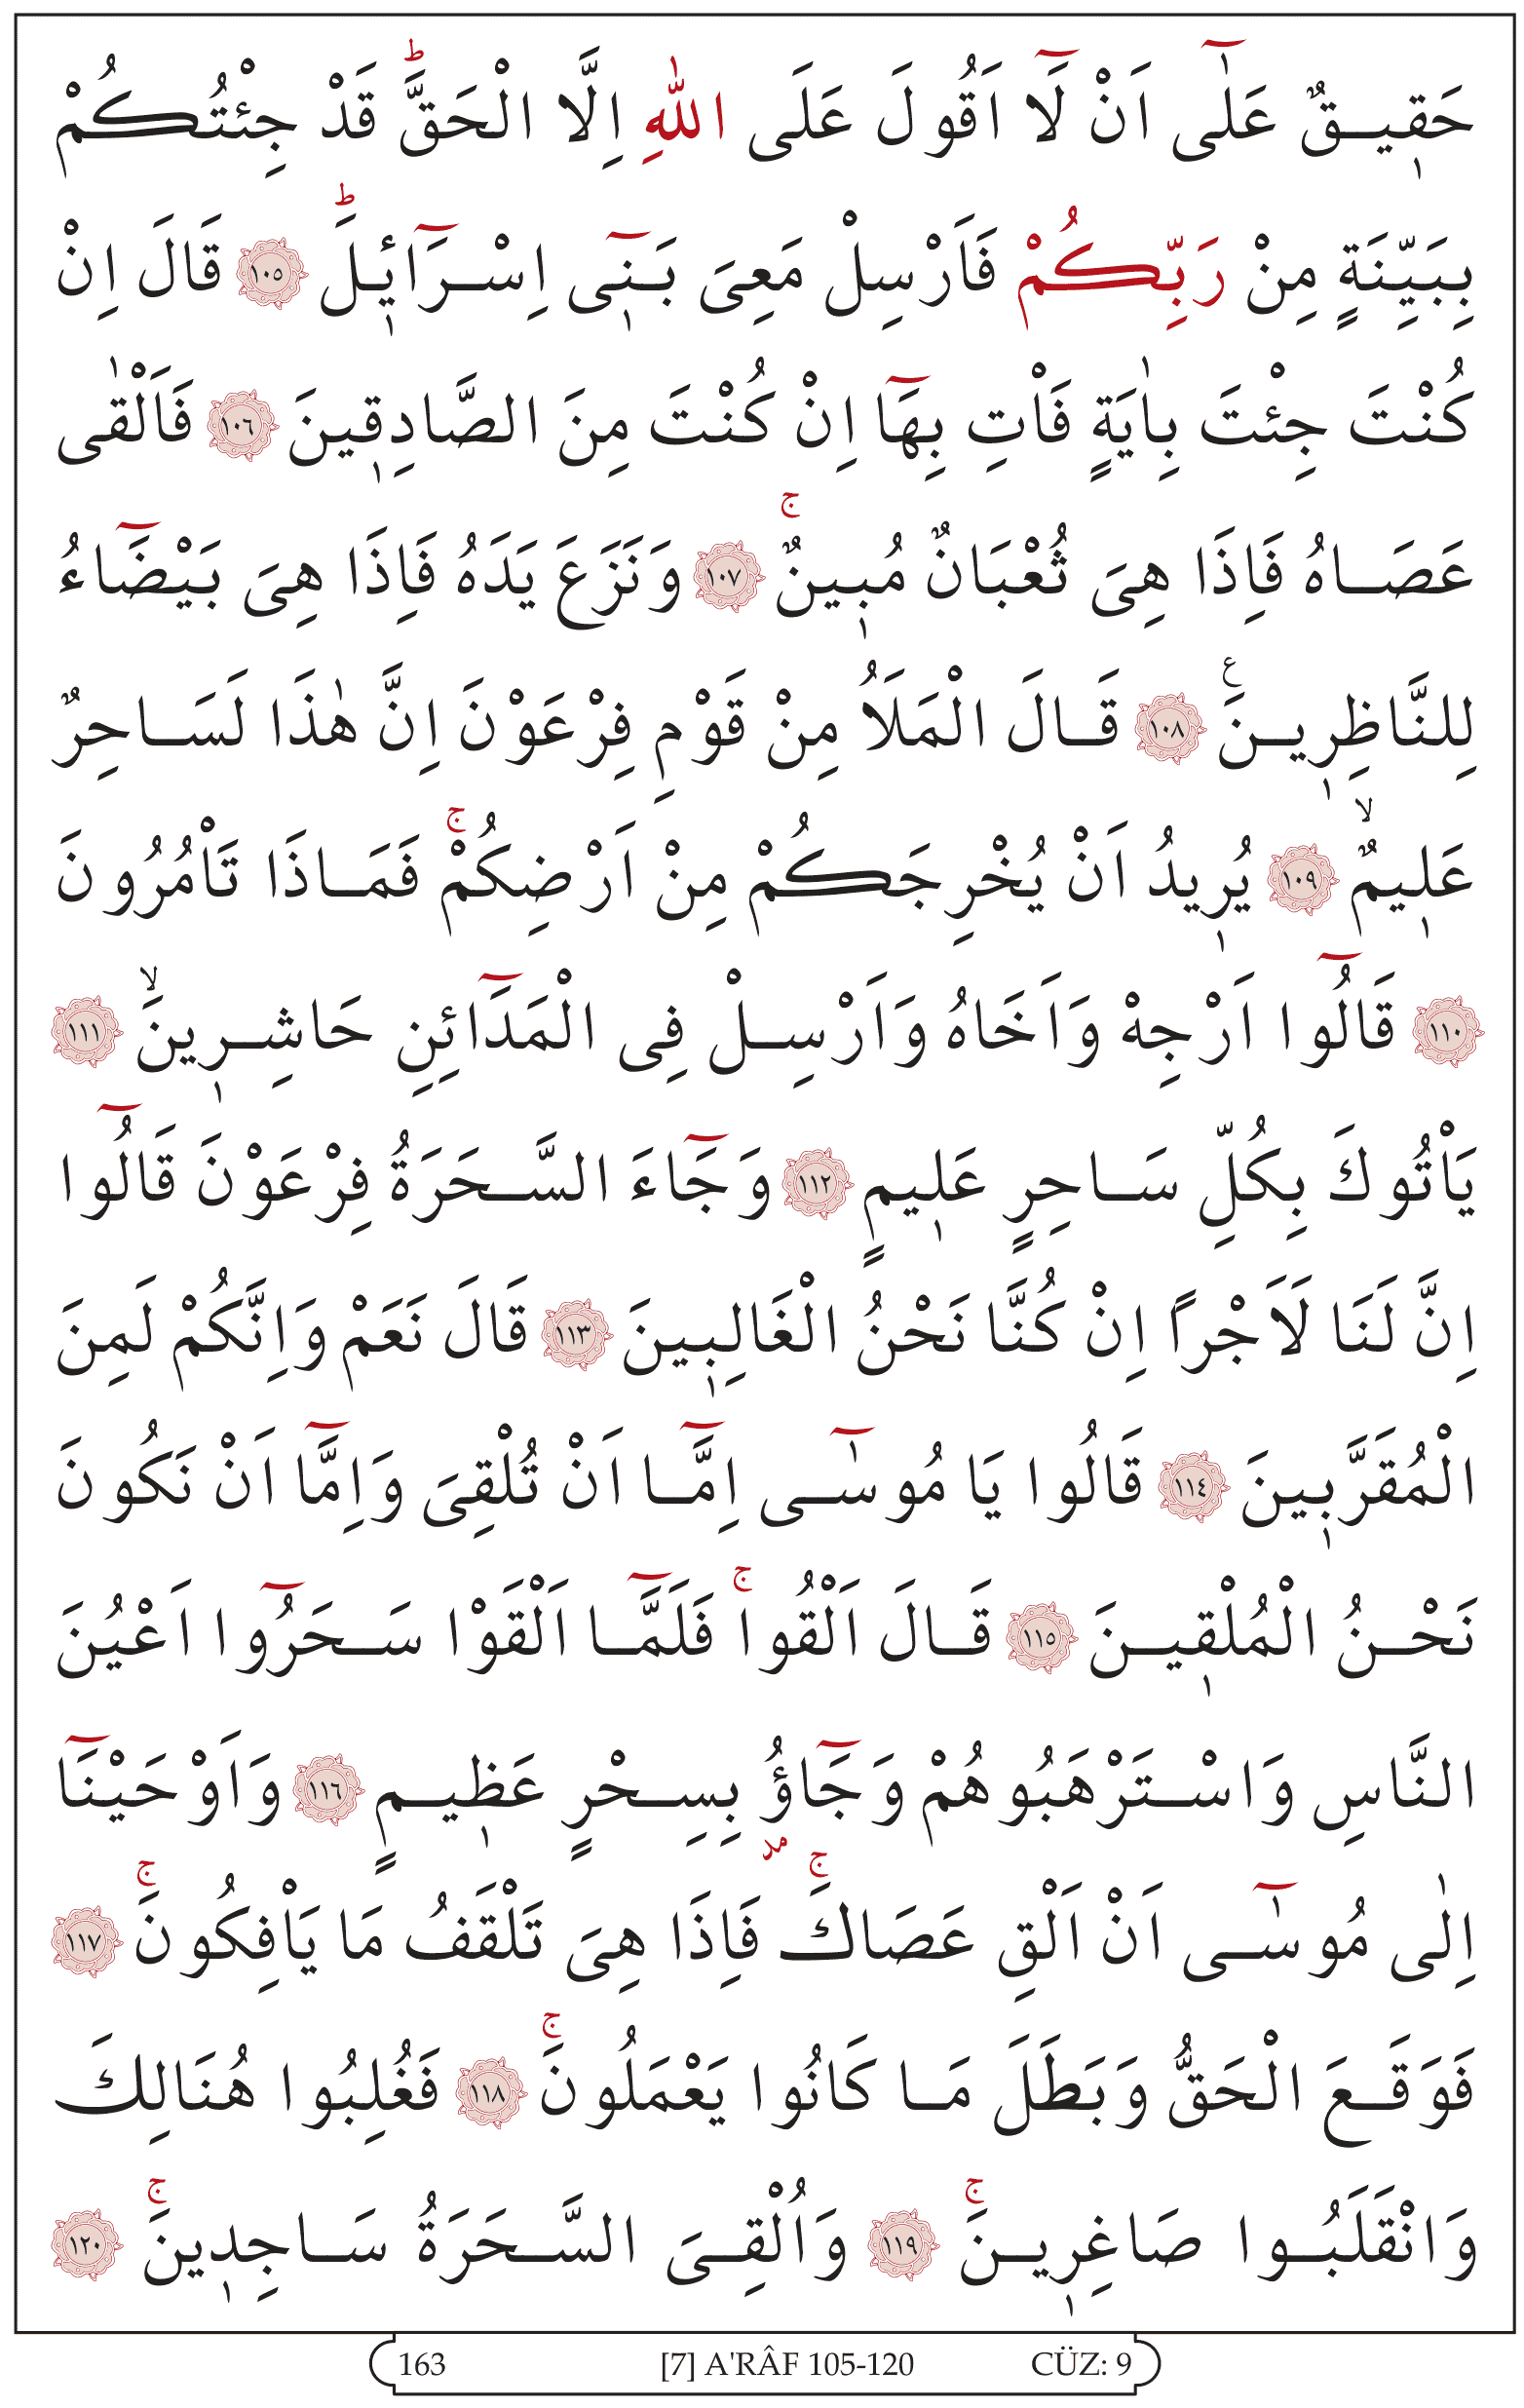 حَقٖيقٌ عَلٰٓى اَنْ لَٓا اَقُولَ عَلَى اللّٰهِ اِلَّا الْحَقَّؕ قَدْ جِئْتُكُمْ
بِبَيِّنَةٍ مِنْ رَبِّكُمْ فَاَرْسِلْ مَعِىَ بَنٖٓى اِسْرَٓائٖلَؕ ﴿١٠٥﴾ قَالَ اِنْ
كُنْتَ جِئْتَ بِاٰيَةٍ فَاْتِ بِهَٓا اِنْ كُنْتَ مِنَ الصَّادِقٖينَ ﴿١٠٦﴾ فَاَلْقٰى
عَصَاهُ فَاِذَا هِىَ ثُعْبَانٌ مُبٖينٌۚ ﴿١٠٧﴾ وَنَزَعَ يَدَهُ فَاِذَا هِىَ بَيْضَٓاءُ
لِلنَّاظِرٖينَࣖ ﴿١٠٨﴾ قَالَ الْمَلَاُ مِنْ قَوْمِ فِرْعَوْنَ اِنَّ هٰذَا لَسَاحِرٌ
عَلٖيمٌۙ ﴿١٠٩﴾ يُرٖيدُ اَنْ يُخْرِجَكُمْ مِنْ اَرْضِكُمْۚ فَمَاذَا تَاْمُرُونَ
﴿١١٠﴾ قَالُٓوا اَرْجِهْ وَاَخَاهُ وَاَرْسِلْ فِى الْمَدَٓائِنِ حَاشِرٖينَۙ ﴿١١١﴾
يَاْتُوكَ بِكُلِّ سَاحِرٍ عَلٖيمٍ ﴿١١٢﴾ وَجَٓاءَ السَّحَرَةُ فِرْعَوْنَ قَالُٓوا
اِنَّ لَنَا لَاَجْراً اِنْ كُنَّا نَحْنُ الْغَالِبٖينَ ﴿١١٣﴾ قَالَ نَعَمْ وَاِنَّكُمْ لَمِنَ
الْمُقَرَّبٖينَ ﴿١١٤﴾ قَالُوا يَا مُوسٰٓى اِمَّٓا اَنْ تُلْقِىَ وَاِمَّٓا اَنْ نَكُونَ
نَحْنُ الْمُلْقٖينَ ﴿١١٥﴾ قَالَ اَلْقُواۚ فَلَمَّٓا اَلْقَوْا سَحَرُٓوا اَعْيُنَ
النَّاسِ وَاسْتَرْهَبُوهُمْ وَجَٓاؤُ بِسِحْرٍ عَظٖيمٍ ﴿١١٦﴾ وَاَوْحَيْنَٓا
اِلٰى مُوسٰٓى اَنْ اَلْقِ عَصَاكَۚ فَاِذَا هِىَ تَلْقَفُ مَا يَاْفِكُونَۚ ﴿١١٧﴾
فَوَقَعَ الْحَقُّ وَبَطَلَ مَا كَانُوا يَعْمَلُونَۚ ﴿١١٨﴾ فَغُلِبُوا هُنَالِكَ
وَانْقَلَبُوا صَاغِرٖينَۚ ﴿١١٩﴾ وَاُلْقِىَ السَّحَرَةُ سَاجِدٖينَۚ ﴿١٢٠﴾
163 [7] A'RÂF 105-120 CÜZ: 9